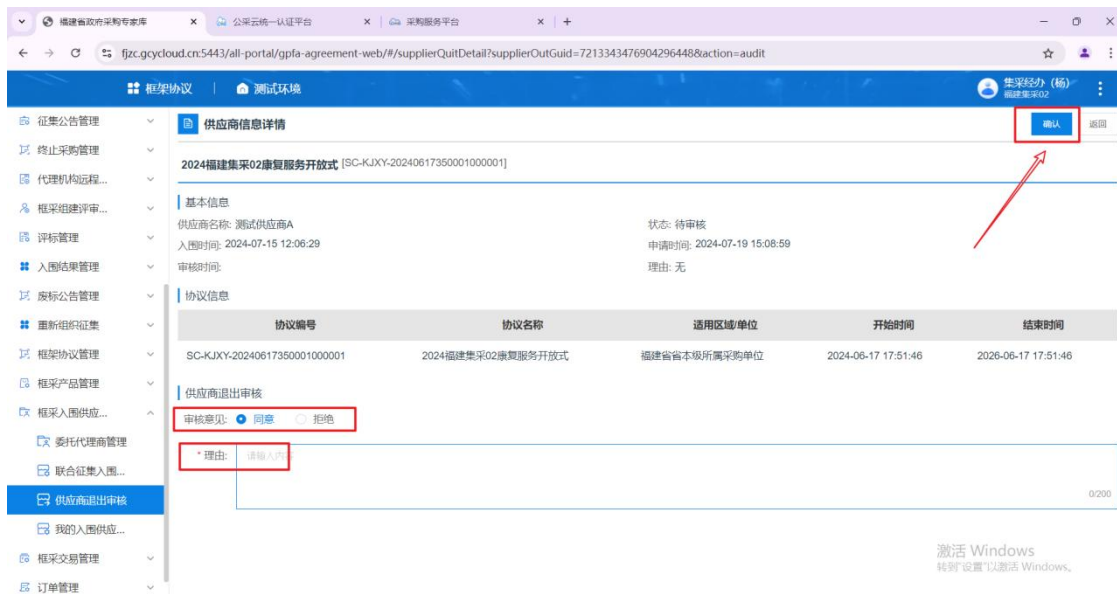 福建省政府采购专家库 公采云统一认证平台 采购服务平台
fjzc.gcycloud.cn:5443/all-portal/gpfa-agreement-web/#/supplierQuitDetail?supplierOutGuid=7213343476904296448&action=audit
框架协议 测试环境 集采经办（杨）
福建集采02
征集公告管理
供应商信息详情 确认 返回
终止采购管理
2024福建集采02康复服务开放式 [SC-KJXY-20240617350001000001]
代理机构远程...
框采组建评审...
基本信息
供应商名称: 测试供应商A 状态: 待审核
评标管理
入围时间: 2024-07-15 12:06:29 申请时间: 2024-07-19 15:08:59
入围结果管理
审核时间: 理由: 无
废标公告管理
协议信息
重新组织征集
协议编号 协议名称 适用区域/单位 开始时间 结束时间
框架协议管理
SC-KJXY-20240617350001000001 2024福建集采02康复服务开放式 福建省省本级所属采购单位 2024-06-17 17:51:46 2026-06-17 17:51:46
框采产品管理
供应商退出审核
框采入围供应...
审核意见: 同意 拒绝
委托代理商管理
* 理由: 请输入内容
联合征集入围...
供应商退出审核
0/200
我的入围供应...
框采交易管理
激活 Windows
转到"设置"以激活 Windows。
订单管理